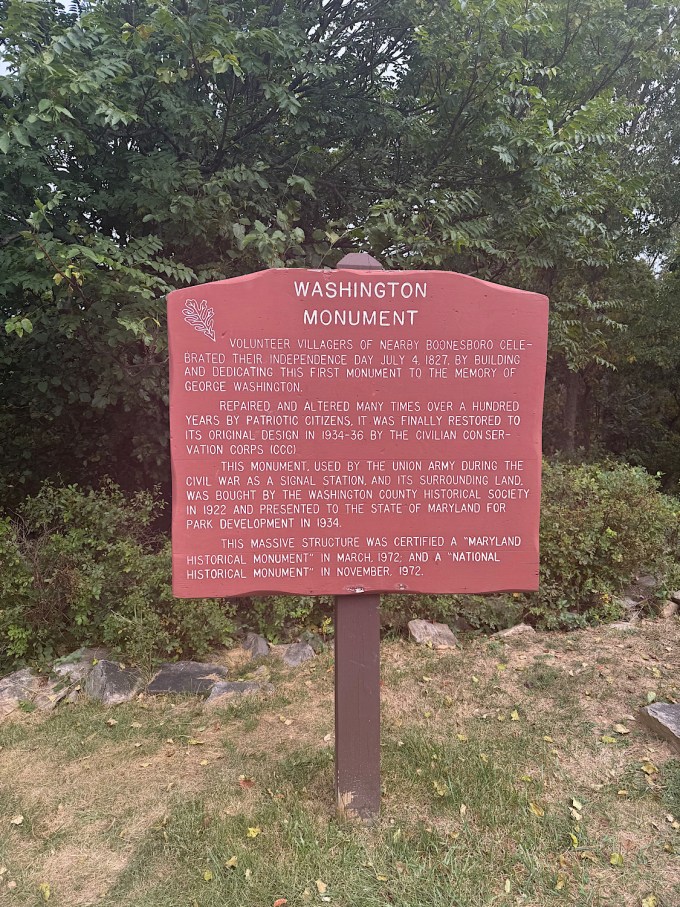 WASHINGTON
MONUMENT
VOLUNTEER VILLAGERS OF NEARBY BOONESBORO CELE-
BRATED THEIR INDEPENDENCE DAY JULY 4, 1827, BY BUILDING
AND DEDICATING THIS FIRST MONUMENT TO THE MEMORY OF
GEORGE WASHINGTON.
REPAIRED AND ALTERED MANY TIMES OVER A HUNDRED
YEARS BY PATRIOTIC CITIZENS, IT WAS FINALLY RESTORED TO
ITS ORIGINAL DESIGN IN 1934-36 BY THE CIVILIAN CONSER-
VATION CORPS (CCC)
THIS MONUMENT, USED BY THE UNION ARMY DURING THE
CIVIL WAR AS A SIGNAL STATION, AND ITS SURROUNDING LAND,
WAS BOUGHT BY THE WASHINGTON COUNTY HISTORICAL SOCIETY
IN 1922 AND PRESENTED TO THE STATE OF MARYLAND FOR
PARK DEVELOPMENT IN 1934.
THIS MASSIVE STRUCTURE WAS CERTIFIED A "MARYLAND
HISTORICAL MONUMENT" IN MARCH, 1972; AND A "NATIONAL
HISTORICAL MONUMENT" IN NOVEMBER, 1972.